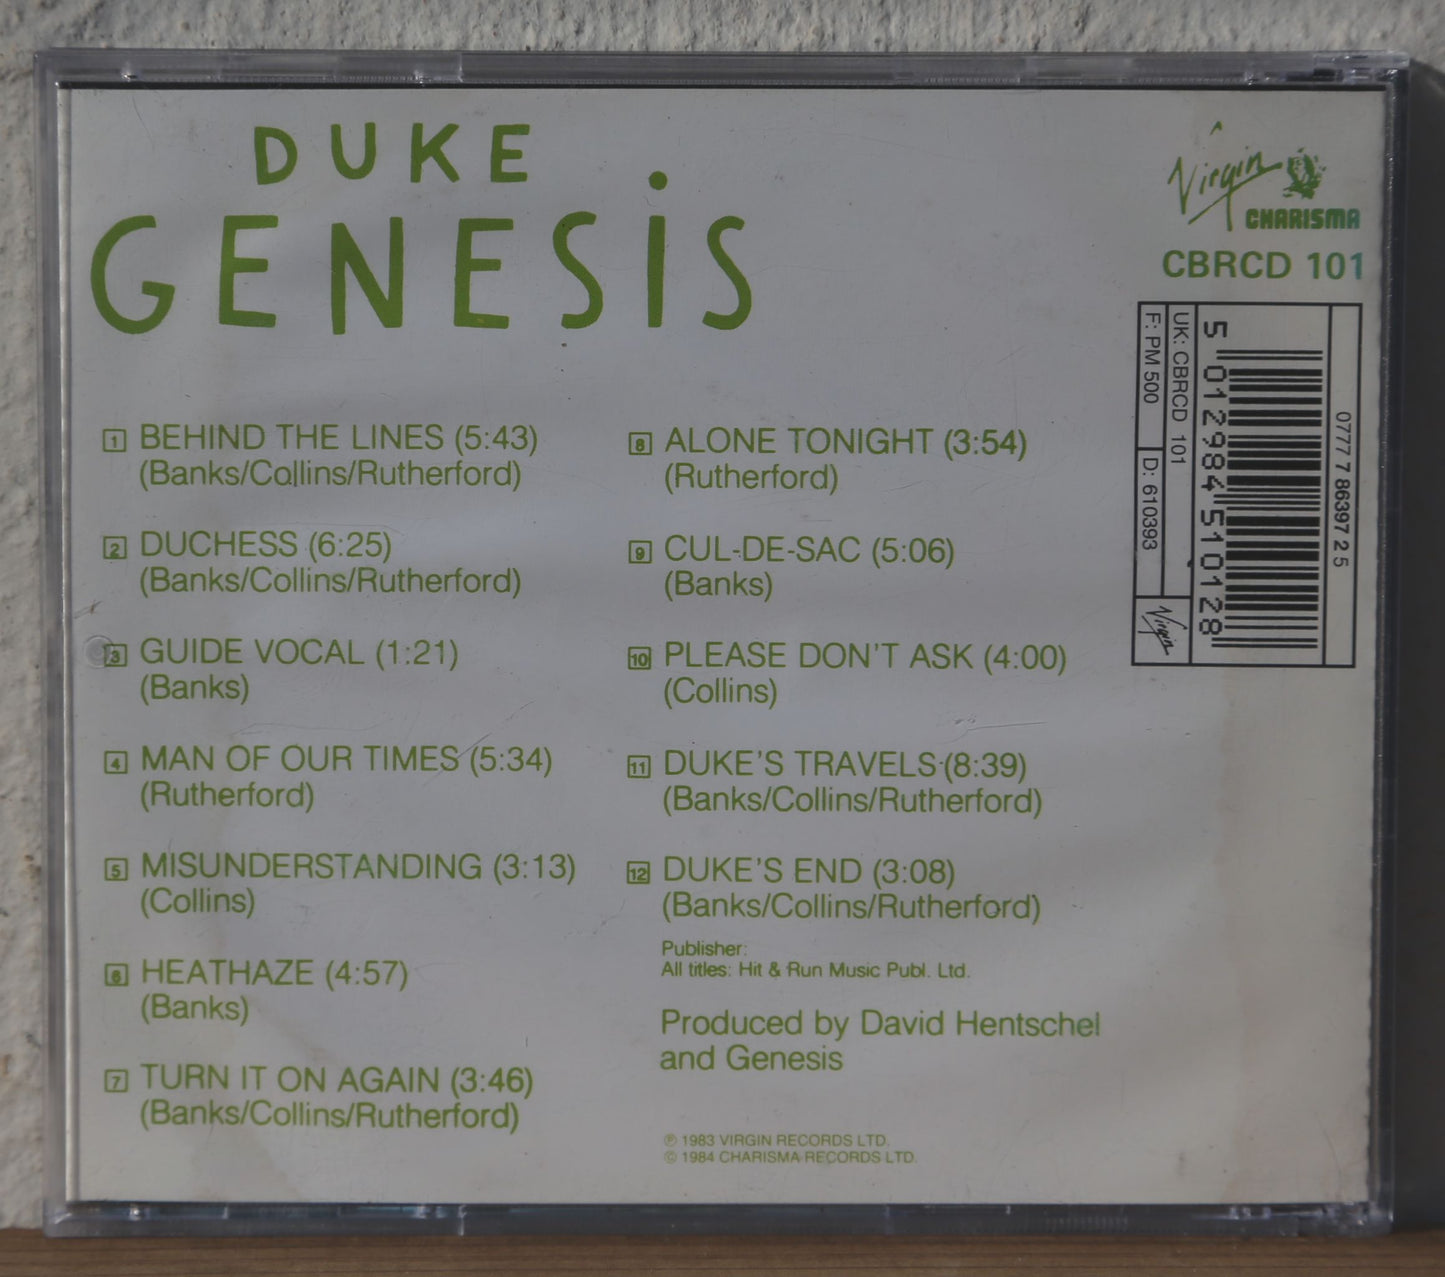 DUKE
GENESIS
Virgin
CHARISMA
CBRCD 101
1 BEHIND THE LINES (5:43)
(Banks/Collins/Rutherford)
2 DUCHESS (6:25)
(Banks/Collins/Rutherford)
3 GUIDE VOCAL (1:21)
(Banks)
4 MAN OF OUR TIMES (5:34)
(Rutherford)
5 MISUNDERSTANDING (3:13)
(Collins)
6 HEATHAZE (4:57)
(Banks)
7 TURN IT ON AGAIN (3:46)
(Banks/Collins/Rutherford)
8 ALONE TONIGHT (3:54)
(Rutherford)
9 CUL-DE-SAC (5:06)
(Banks)
10 PLEASE DON'T ASK (4:00)
(Collins)
11 DUKE'S TRAVELS (8:39)
(Banks/Collins/Rutherford)
12 DUKE'S END (3:08)
(Banks/Collins/Rutherford)
Publisher:
All titles: Hit & Run Music Publ. Ltd.
Produced by David Hentschel
and Genesis
℗ 1983 VIRGIN RECORDS LTD.
© 1984 CHARISMA RECORDS LTD.
0777 7 86397 2 5
5 012984 510128
UK: CBRCD 101
F: PM 500
D: 610393
Virgin